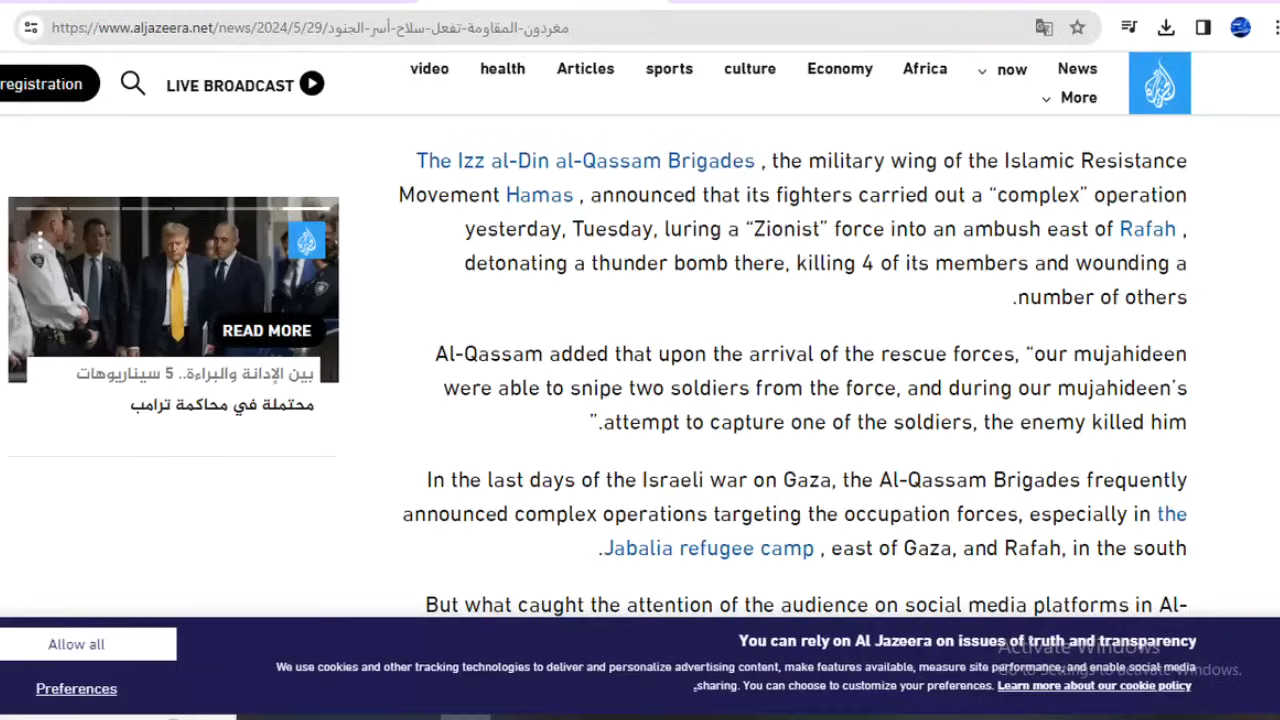 https://www.aljazeera.net/news/2024/5/29/مغردون-المقاومة-تفعل-سلاح-أسر-الجنود
registration
LIVE BROADCAST
video health Articles sports culture Economy Africa now News
More
The Izz al-Din al-Qassam Brigades , the military wing of the Islamic Resistance
Movement Hamas , announced that its fighters carried out a “complex” operation
yesterday, Tuesday, luring a “Zionist” force into an ambush east of Rafah ,
detonating a thunder bomb there, killing 4 of its members and wounding a
.number of others
Al-Qassam added that upon the arrival of the rescue forces, “our mujahideen
were able to snipe two soldiers from the force, and during our mujahideen’s
”.attempt to capture one of the soldiers, the enemy killed him
In the last days of the Israeli war on Gaza, the Al-Qassam Brigades frequently
announced complex operations targeting the occupation forces, especially in the
.Jabalia refugee camp , east of Gaza, and Rafah, in the south
But what caught the attention of the audience on social media platforms in Al-
READ MORE
بين الإدانة والبراءة.. 5 سيناريوهات
محتملة في محاكمة ترامب
You can rely on Al Jazeera on issues of truth and transparency
We use cookies and other tracking technologies to deliver and personalize advertising content, make features available, measure site performance, and enable social media
.sharing. You can choose to customize your preferences. Learn more about our cookie policy
Allow all
Preferences
Activate Windows
Go to Settings to activate Windows.